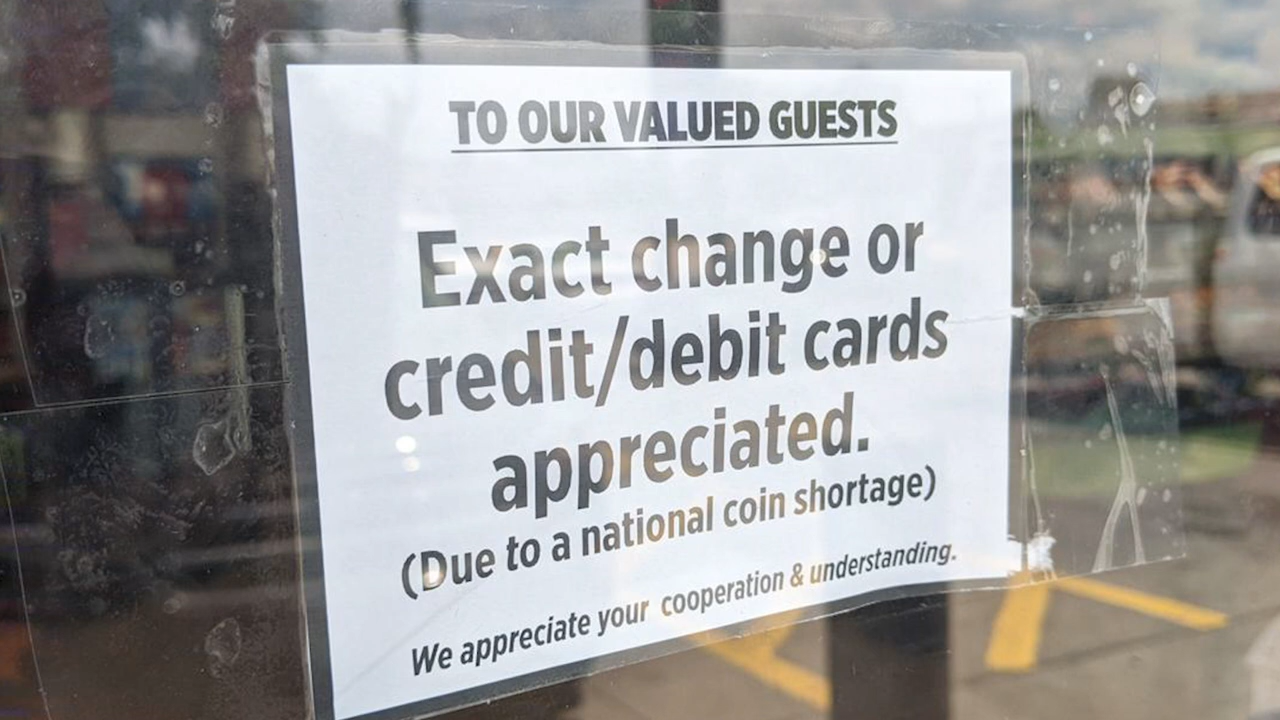 TO OUR VALUED GUESTS
Exact change or
credit/debit cards
appreciated.
(Due to a national coin shortage)
We appreciate your cooperation & understanding.